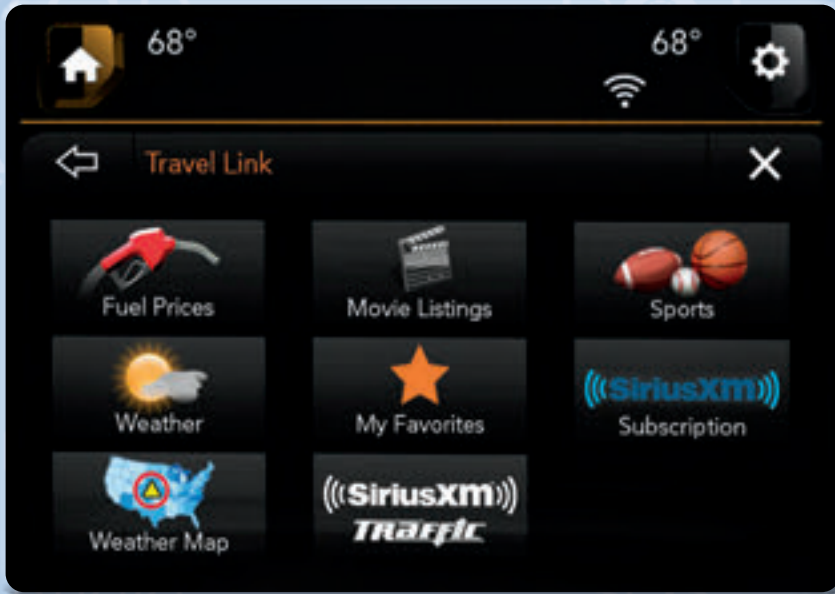 68°
68°
Travel Link
Fuel Prices
Movie Listings
Sports
Weather
My Favorites
SiriusXM
Subscription
Weather Map
SiriusXM
Traffic